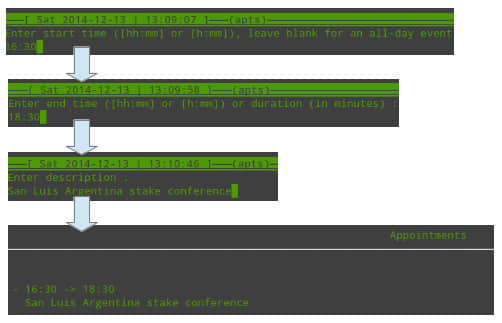 [ Sat 2014-12-13 | 13:09:07 ]——(apts)
Enter start time ([hh:mm] or [h:mm]), leave blank for an all-day event
16:30
[ Sat 2014-12-13 | 13:09:58 ]——(apts)
Enter end time ([hh:mm] or [h:mm]) or duration (in minutes) :
18:30
[ Sat 2014-12-13 | 13:10:46 ]——(apts)
Enter description :
San Luis Argentina stake conference
Appointments
- 16:30 -> 18:30
San Luis Argentina stake conference